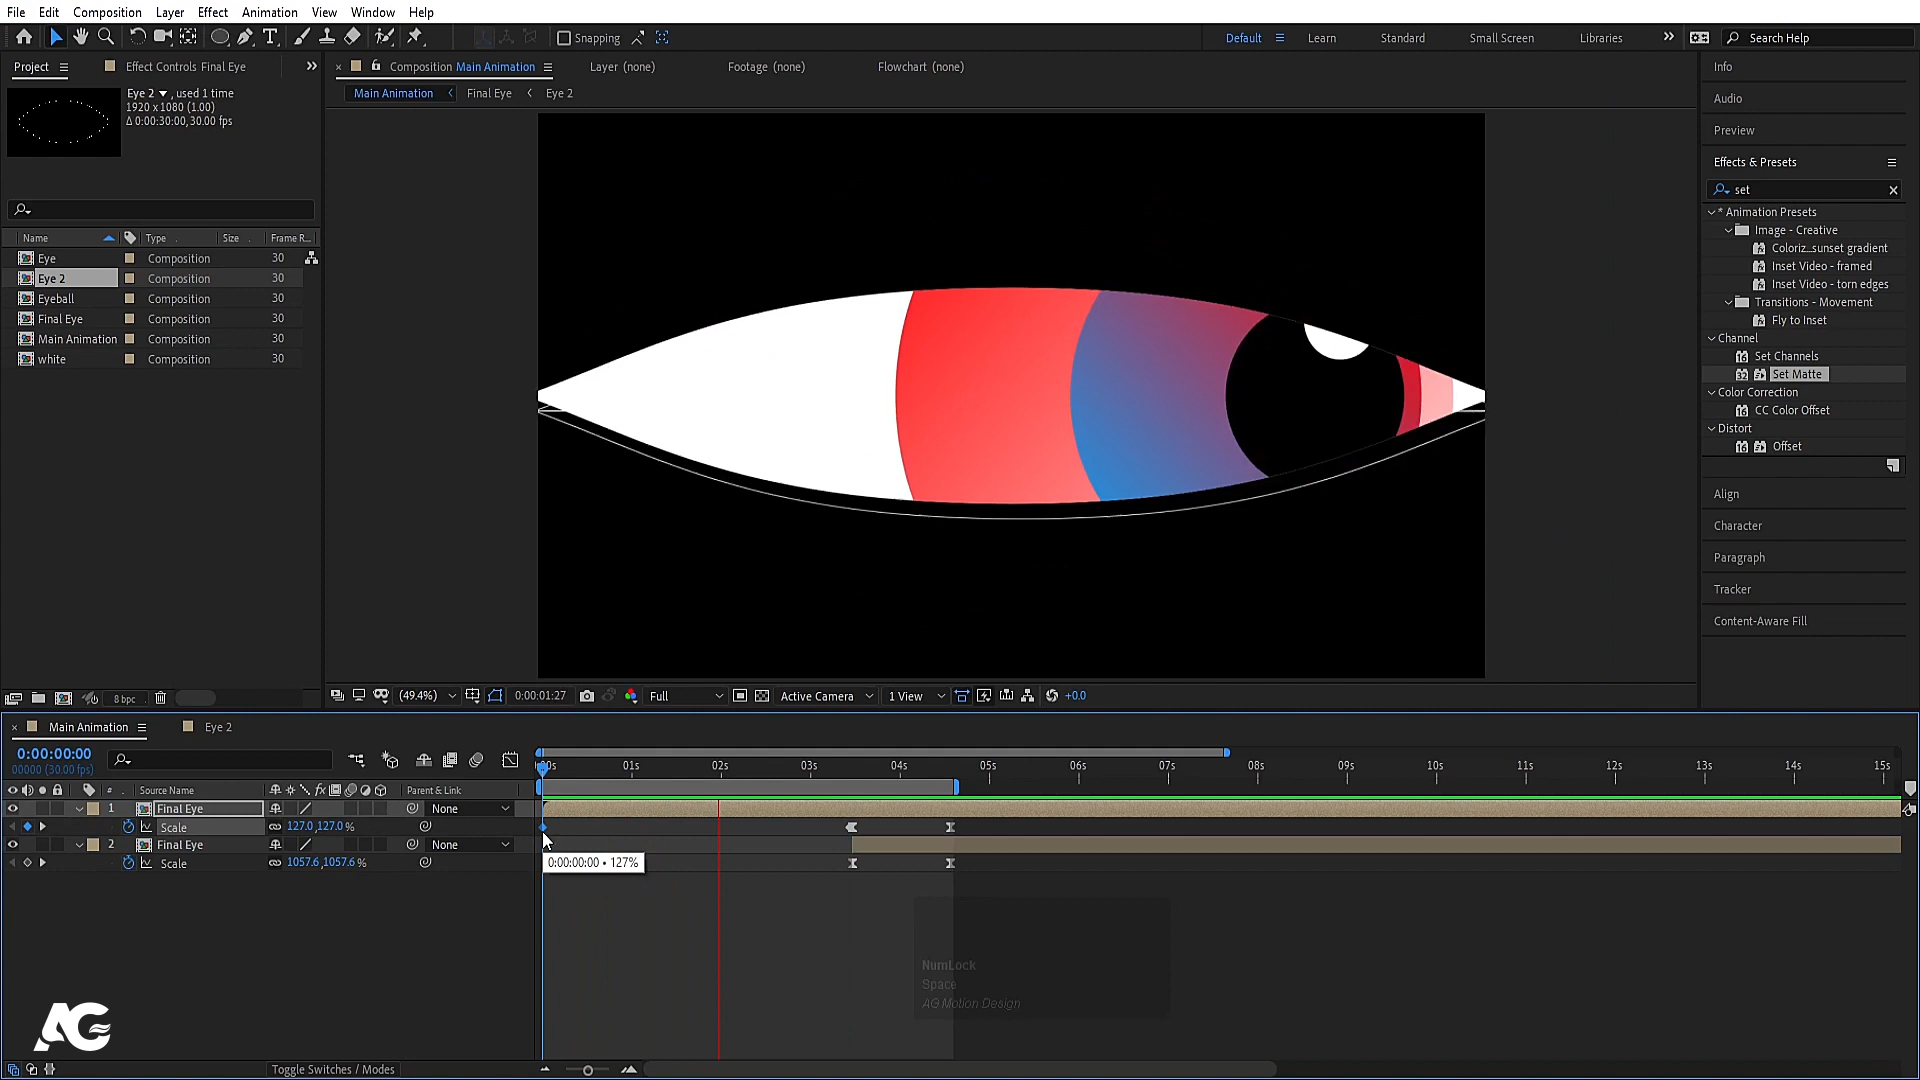 File Edit Composition Layer Effect Animation View Window Help
Snapping
Default Learn Standard Small Screen Libraries Search Help
Project Effect Controls Final Eye
Composition Main Animation Layer (none) Footage (none) Flowchart (none)
Main Animation Final Eye Eye 2
Eye 2 , used 1 time
1920 x 1080 (1.00)
Δ 0:00:30:00, 30.00 fps
Name Type Size Frame R...
Eye Composition 30
Eye 2 Composition 30
Eyeball Composition 30
Final Eye Composition 30
Main Animation Composition 30
white Composition 30
8 bpc
(49.4%) 0:00:01:27 Full Active Camera 1 View +0.0
Info
Audio
Preview
Effects & Presets
set
* Animation Presets
Image - Creative
Coloriz...sunset gradient
Inset Video - framed
Inset Video - torn edges
Transitions - Movement
Fly to Inset
Channel
Set Channels
Set Matte
Color Correction
CC Color Offset
Distort
Offset
Align
Character
Paragraph
Tracker
Content-Aware Fill
Main Animation Eye 2
0:00:00:00
00000 (30.00 fps)
00s 01s 02s 03s 04s 05s 06s 07s 08s 09s 10s 11s 12s 13s 14s 15s
# Source Name Parent & Link
1 Final Eye None
Scale 127.0,127.0%
2 Final Eye None
Scale 1057.6,1057.6%
0:00:00:00 • 127%
NumLock
Space
AG Motion Design
AG
Toggle Switches / Modes